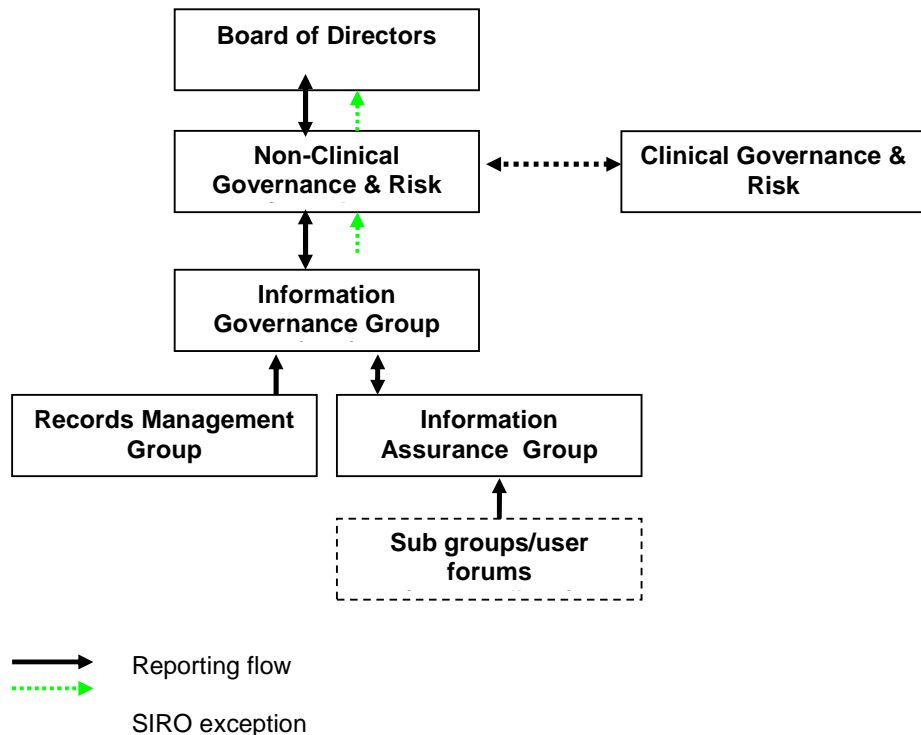 Board of Directors
Non-Clinical
Governance & Risk
Clinical Governance &
Risk
Information
Governance Group
Records Management
Group
Information
Assurance Group
Sub groups/user
forums
Reporting flow
SIRO exception